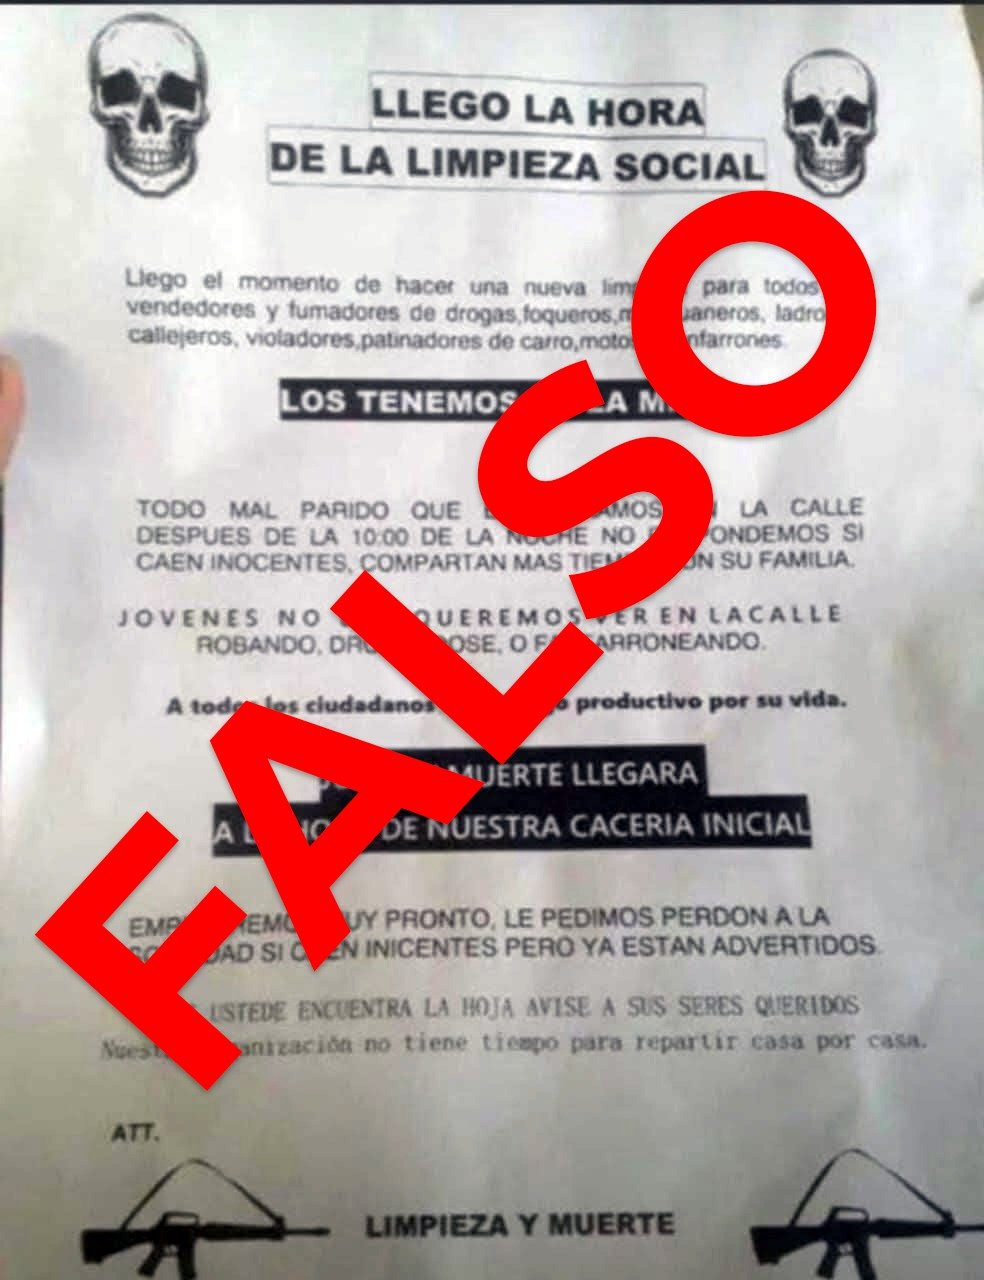 LLEGO LA HORA
DE LA LIMPIEZA SOCIAL
Llego el momento de hacer una nueva para todos
vendedores y fumadores de drogas,foqueros, ladro
callejeros, violadores,patinadores de carro,
LOS TENEMOS LA
TODO MAL PARIDO QUE LA CALLE
DESPUES DE LA 10:00 DE LA NOCHE NO SI
CAEN INOCENTES, COMPARTAN MAS SU FAMILIA.
JOVENES NO QUEREMOS VER EN LACALLE
ROBANDO, O
A todos los ciudadanos productivo por su vida.
MUERTE LLEGARA
A DE NUESTRA CACERIA INICIAL
PRONTO, LE PEDIMOS PERDON A LA
SI INICENTES PERO YA ESTAN ADVERTIDOS.
USTEDE ENCUENTRA LA HOJA AVISE A SUS SERES QUERIDOS
no tiene tiempo para repartir casa por casa.
ATT.
LIMPIEZA Y MUERTE
FALSO